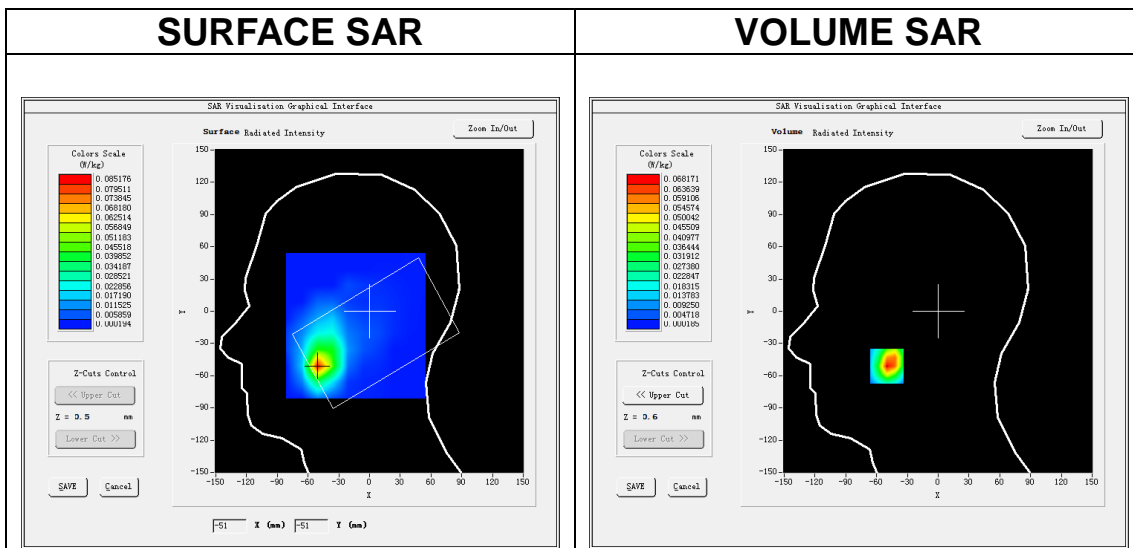 SURFACE SAR
VOLUME SAR
SAR Visualisation Graphical Interface
Surface Radiated Intensity
Zoom In/Out
Colors Scale
(W/kg)
0.085176
0.079511
0.073845
0.068180
0.062514
0.056849
0.051183
0.045518
0.039852
0.034187
0.028521
0.022856
0.017190
0.011525
0.005859
0.000194
150
120
90
60
30
0
-30
-60
-90
-120
-150
Y
-150 -120 -90 -60 -30 0 30 60 90 120 150
X
Z-Cuts Control
<< Upper Cut
Z = 0.5 mm
Lower Cut >>
SAVE Cancel
-51 X (mm) -51 Y (mm)
SAR Visualisation Graphical Interface
Volume Radiated Intensity
Zoom In/Out
Colors Scale
(W/kg)
0.068171
0.063639
0.059106
0.054574
0.050042
0.045509
0.040977
0.036444
0.031912
0.027380
0.022847
0.018315
0.013783
0.009250
0.004718
0.000185
150
120
90
60
30
0
-30
-60
-90
-120
-150
Y
-150 -120 -90 -60 -30 0 30 60 90 120 150
X
Z-Cuts Control
<< Upper Cut
Z = 0.6 mm
Lower Cut >>
SAVE Cancel